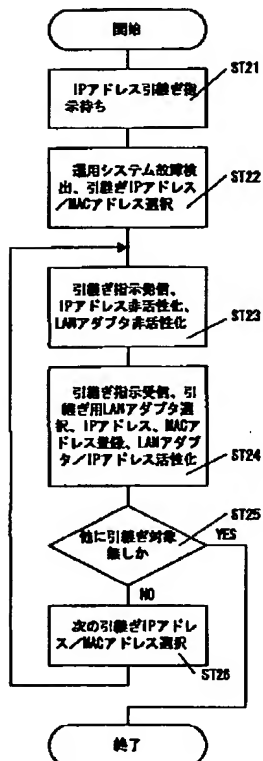 開始
IPアドレス引継ぎ指
示待ち
ST21
運用システム故障検
出、引継ぎIPアドレス
/MACアドレス選択
ST22
引継ぎ指示発信、
IPアドレス非活性化、
LANアダプタ非活性化
ST23
引継ぎ指示受信、引
継ぎ用LANアダプタ選
択、IPアドレス、MACア
ドレス登録、LANアダプ
タ/IPアドレス活性化
ST24
他に引継ぎ対象
無しか
ST25
YES
NO
次の引継ぎIPアドレ
ス/MACアドレス選択
ST26
終了